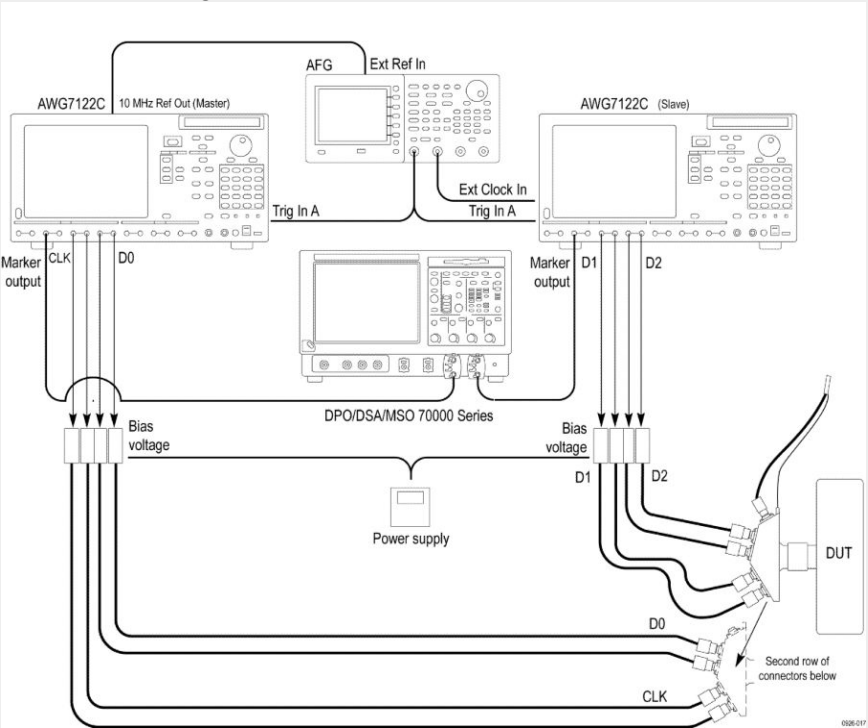 AFG
Ext Ref In
AWG7122C 10 MHz Ref Out (Master)
AWG7122C (Slave)
Ext Clock In
Trig In A
Trig In A
Marker
output
CLK
D0
Marker
output
D1
D2
DPO/DSA/MSO 70000 Series
Bias
voltage
Bias
voltage
D1
D2
Power supply
DUT
D0
Second row of
connectors below
CLK
0926-017